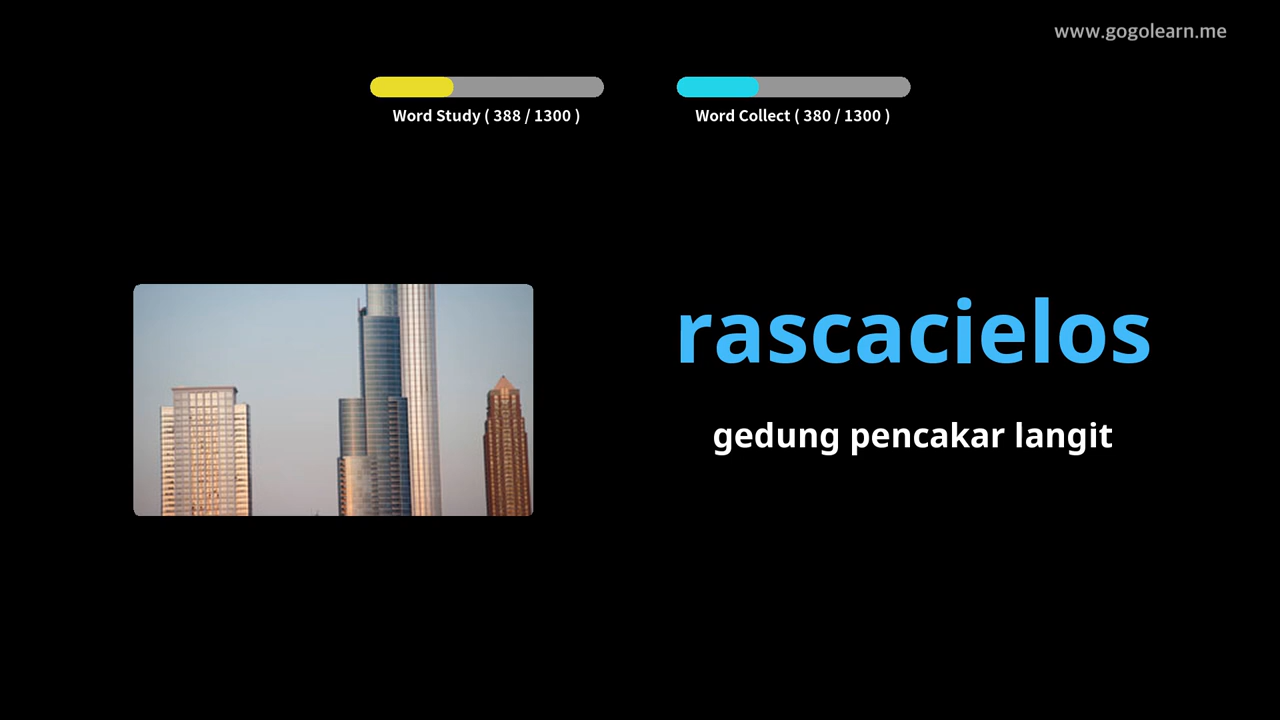 www.gogolearn.me
Word Study ( 388 / 1300 )
Word Collect ( 380 / 1300 )
rascacielos
gedung pencakar langit